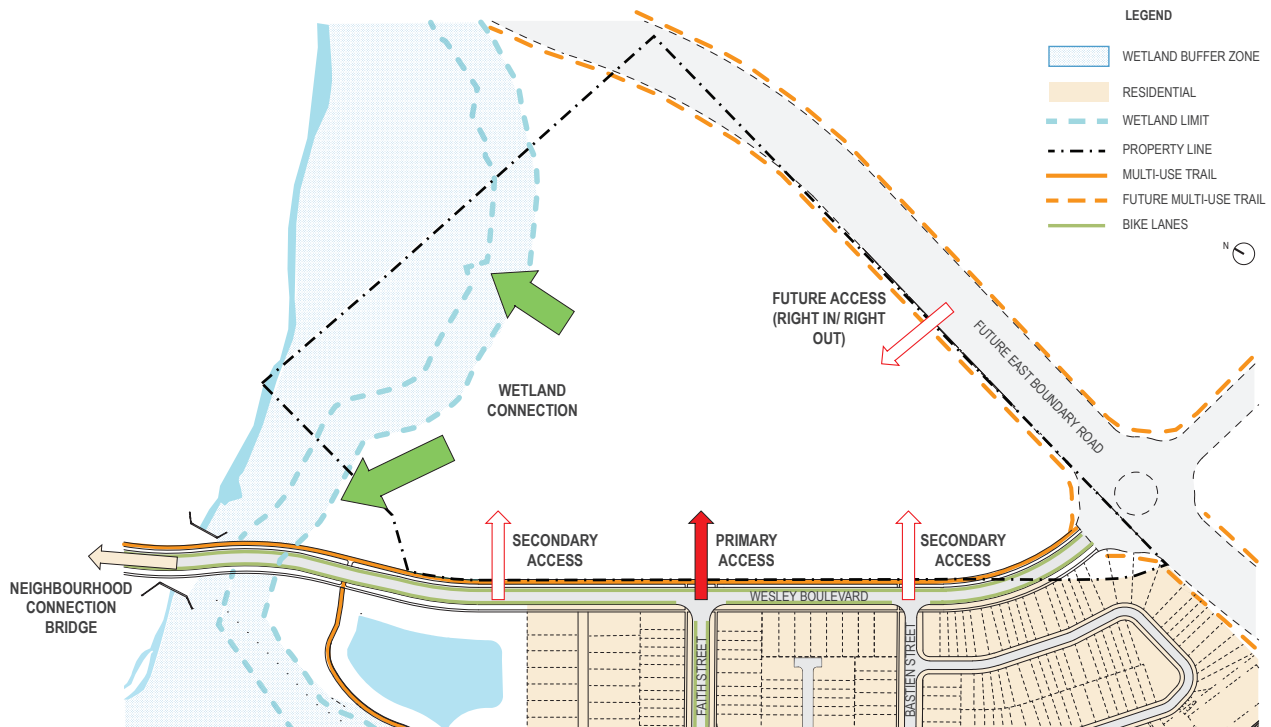 LEGEND
WETLAND BUFFER ZONE
RESIDENTIAL
WETLAND LIMIT
PROPERTY LINE
MULTI-USE TRAIL
FUTURE MULTI-USE TRAIL
BIKE LANES
N
FUTURE ACCESS
(RIGHT IN/ RIGHT
OUT)
FUTURE EAST BOUNDARY ROAD
WETLAND
CONNECTION
SECONDARY
ACCESS
PRIMARY
ACCESS
SECONDARY
ACCESS
NEIGHBOURHOOD
CONNECTION
BRIDGE
WESLEY BOULEVARD
FAITH STREET
BASTIEN STREET